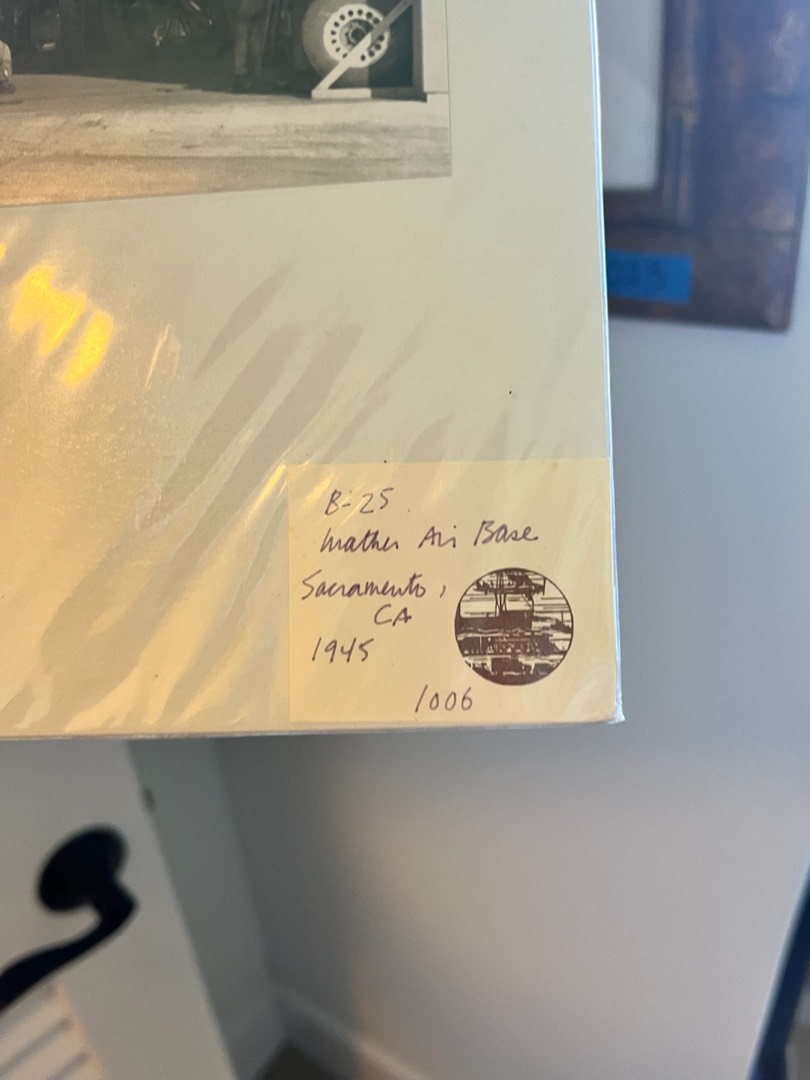 B-25
Mather Air Base
Sacramento,
CA
1945
1006